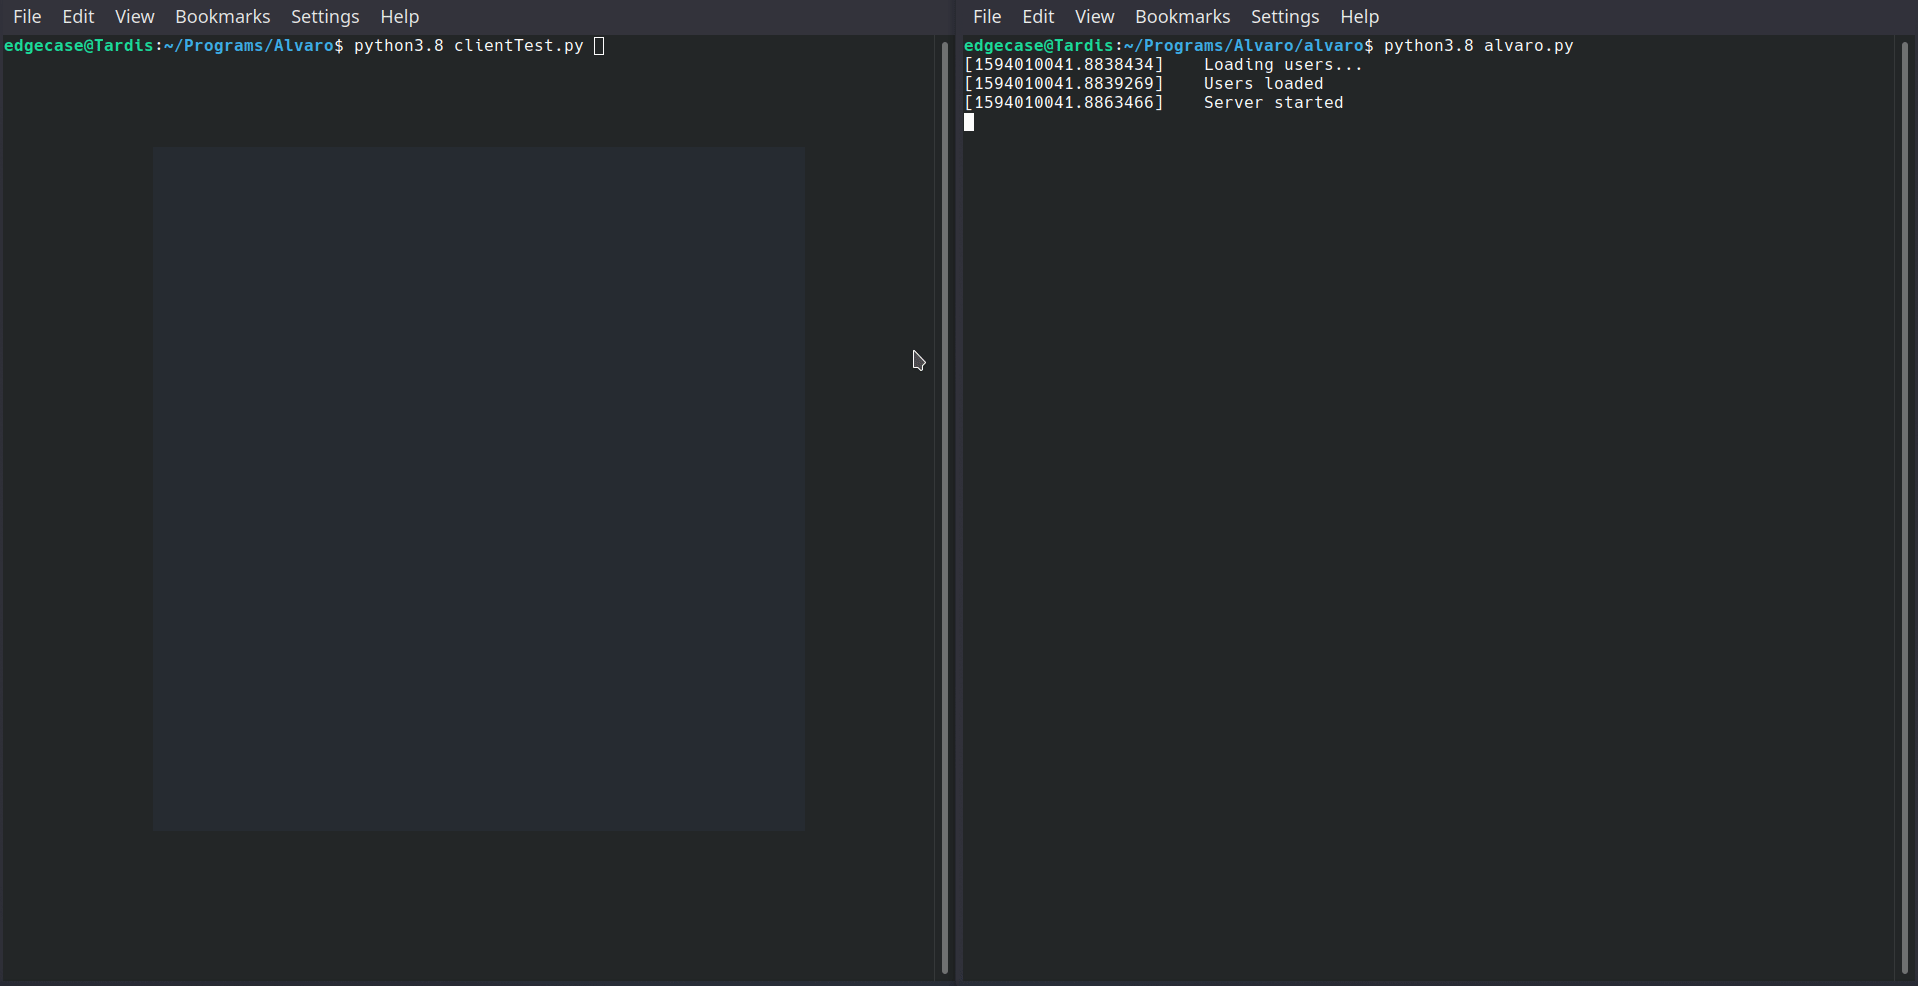 File Edit View Bookmarks Settings Help
edgecase@Tardis:~/Programs/Alvaro$ python3.8 clientTest.py
File Edit View Bookmarks Settings Help
edgecase@Tardis:~/Programs/Alvaro/alvaro$ python3.8 alvaro.py
[1594010041.8838434]    Loading users...
[1594010041.8839269]    Users loaded
[1594010041.8863466]    Server started